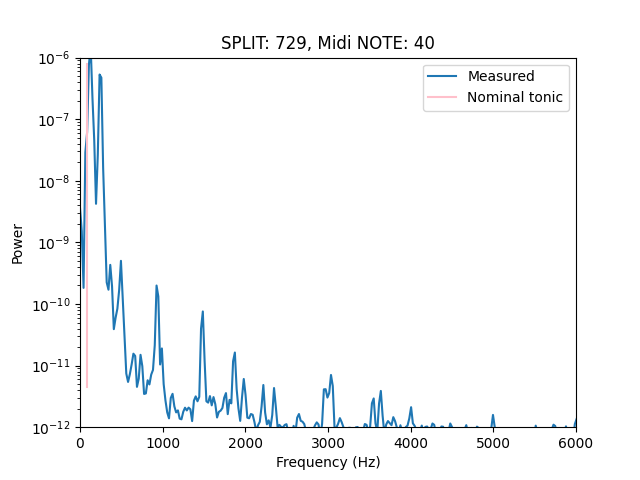 SPLIT: 729, Midi NOTE: 40
Measured
Nominal tonic
10⁻⁶
10⁻⁷
10⁻⁸
10⁻⁹
10⁻¹⁰
10⁻¹¹
10⁻¹²
Power
0 1000 2000 3000 4000 5000 6000
Frequency (Hz)